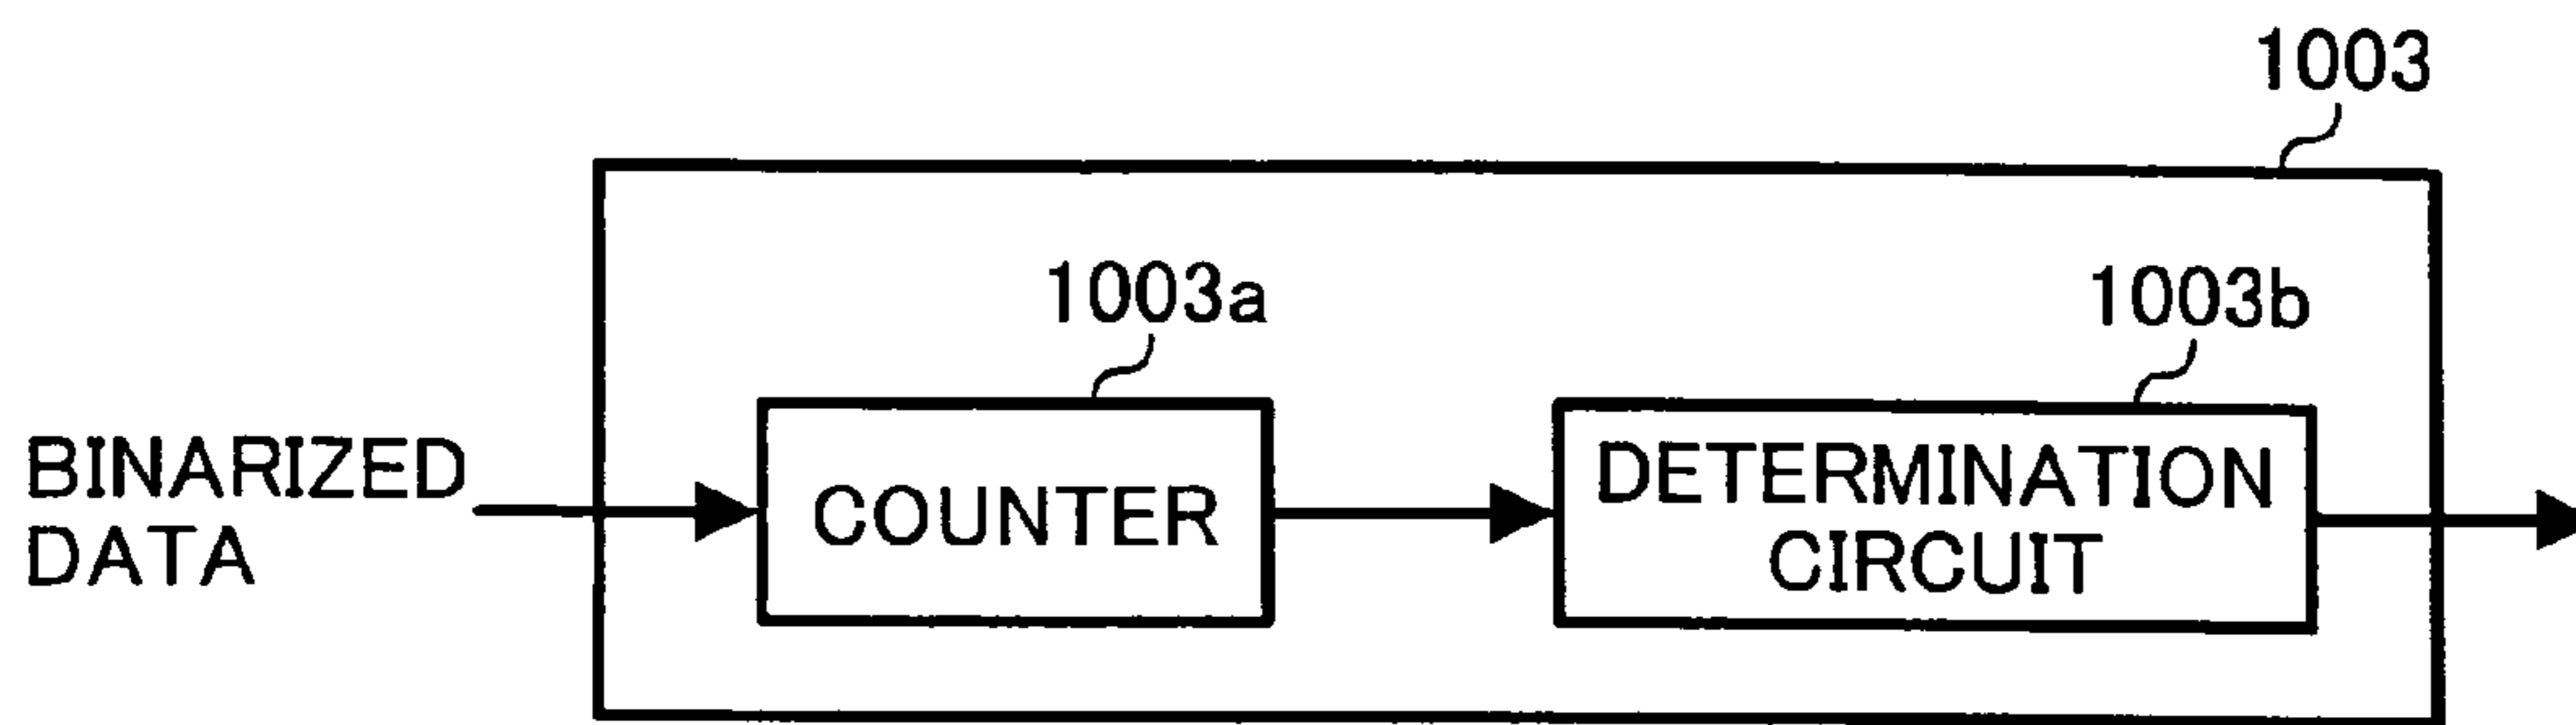 1003
1003a
1003b
BINARIZED
DATA
COUNTER
DETERMINATION
CIRCUIT